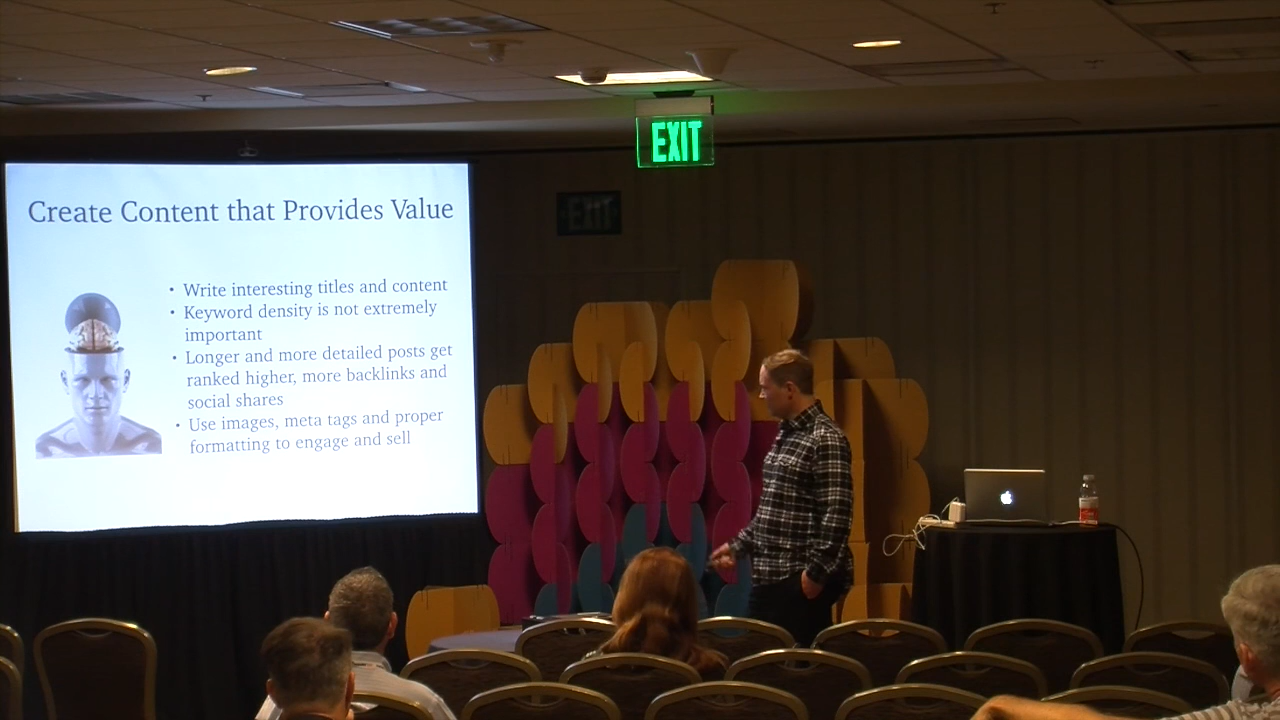 EXIT
EXIT
Create Content that Provides Value
• Write interesting titles and content
• Keyword density is not extremely
important
• Longer and more detailed posts get
ranked higher, more backlinks and
social shares
• Use images, meta tags and proper
formatting to engage and sell